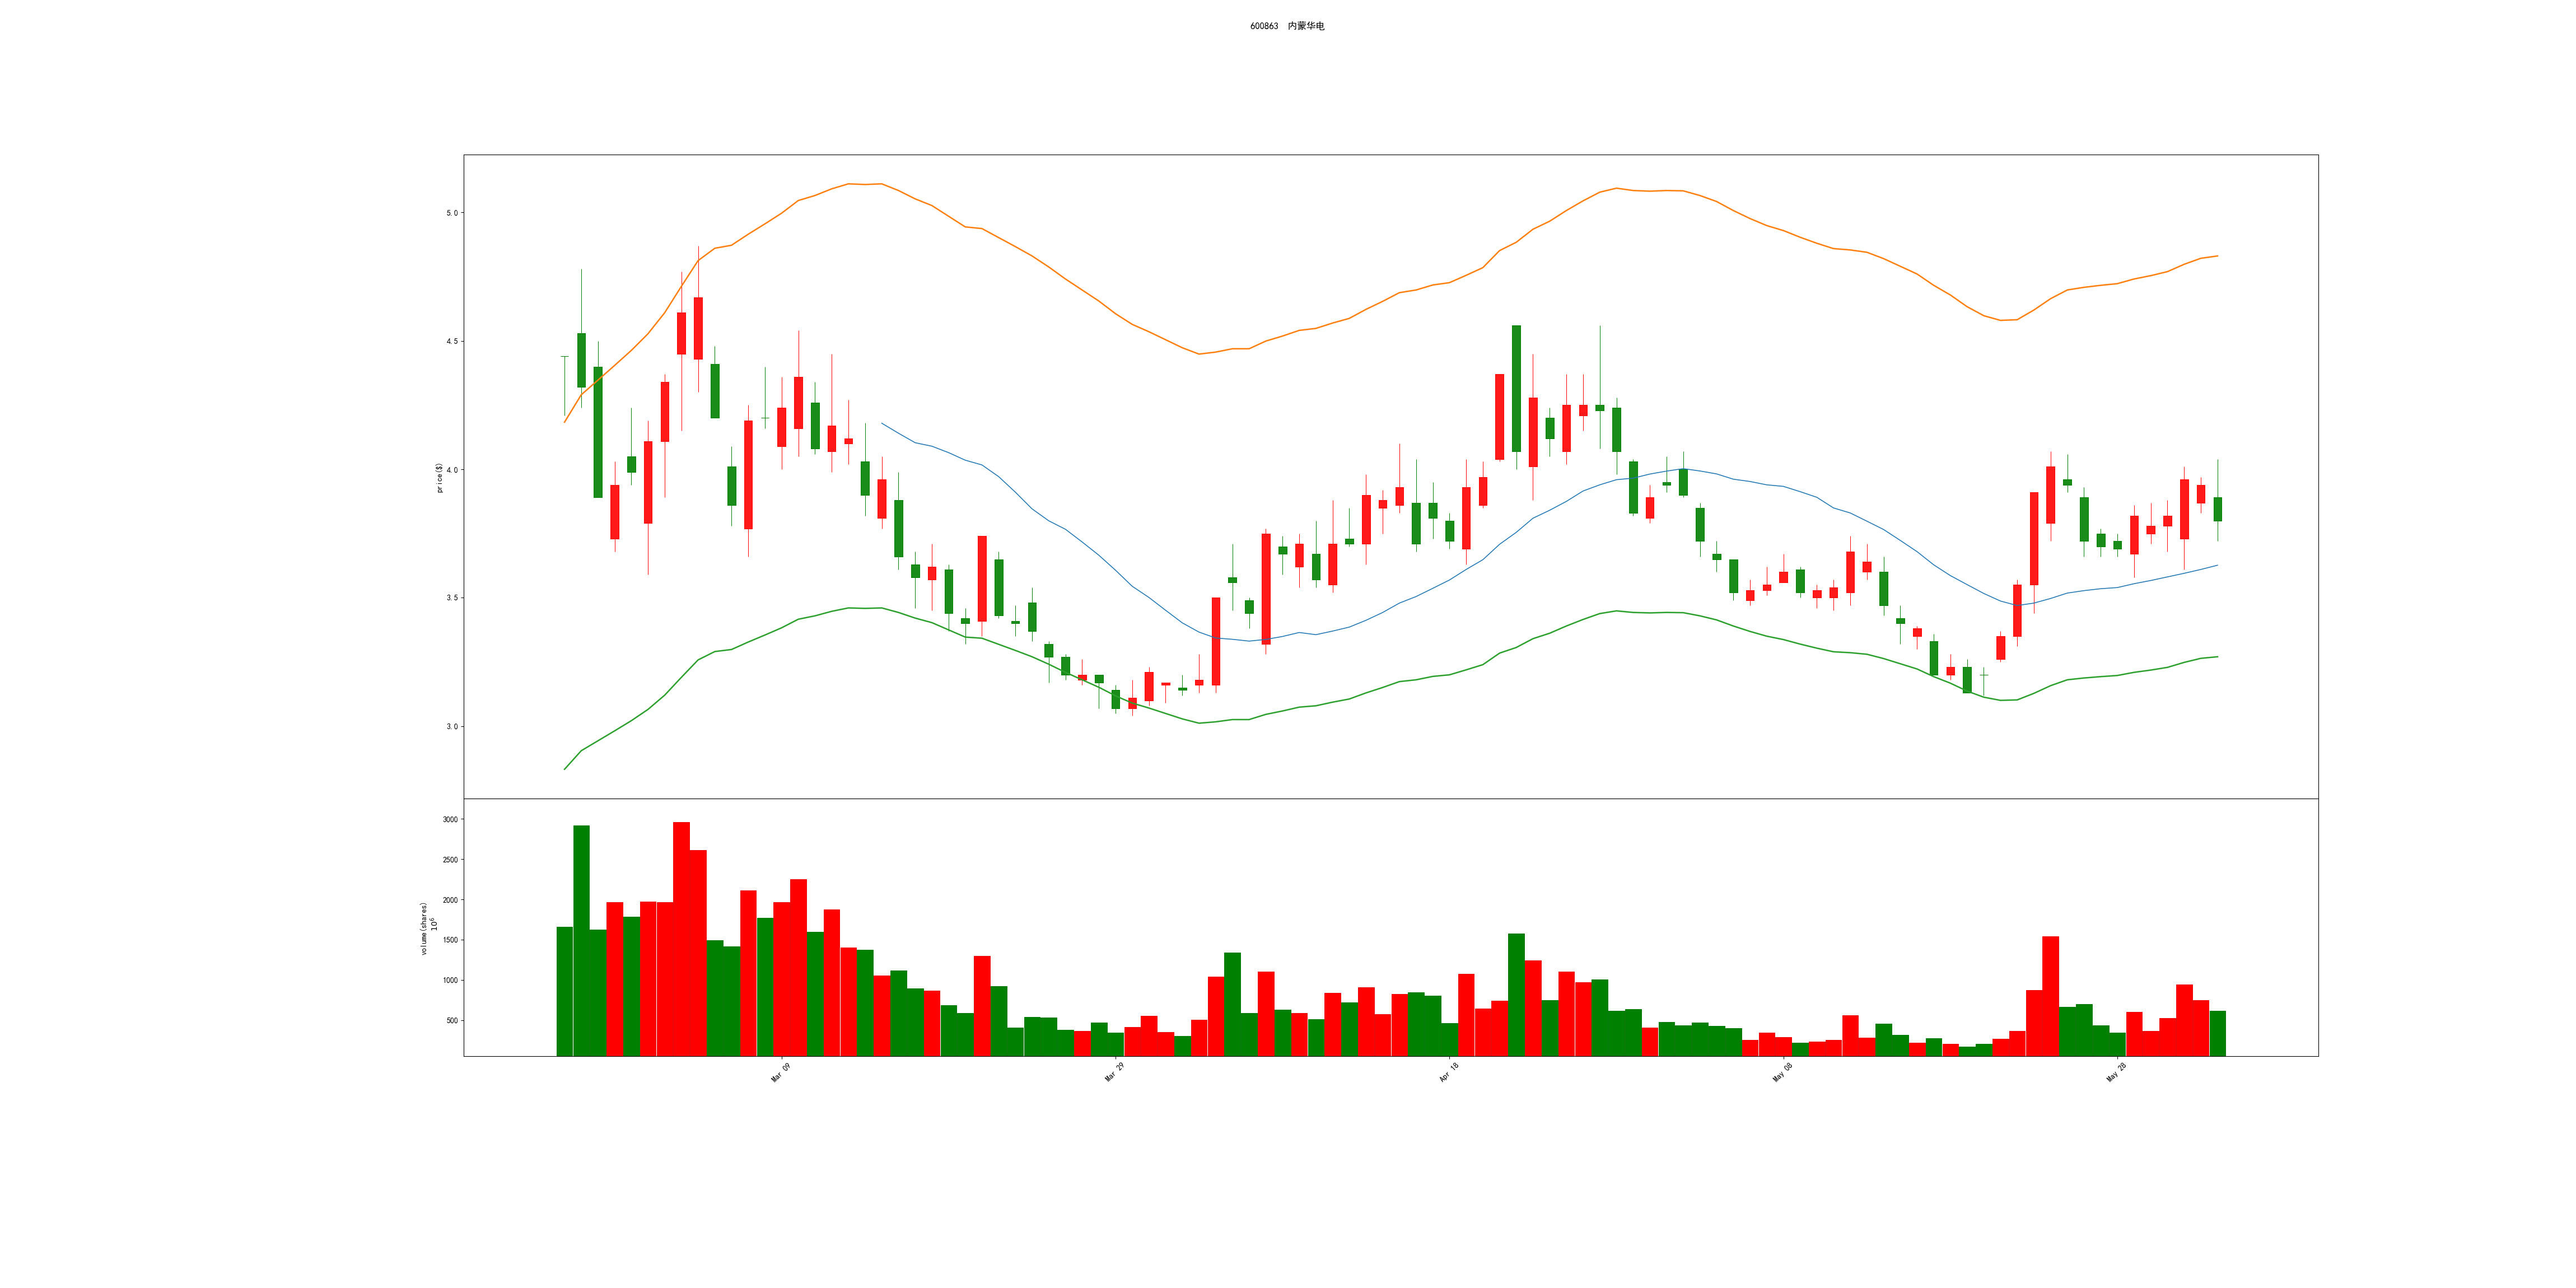 600863 内蒙华电
price($)
5.0
4.5
4.0
3.5
3.0
volume(shares)
10⁶
3000
2500
2000
1500
1000
500
Mar 09
Mar 29
Apr 18
May 08
May 28